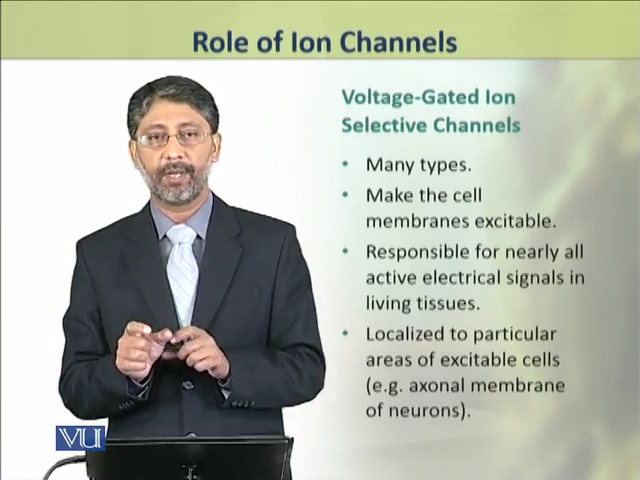 Role of Ion Channels
Voltage-Gated Ion
Selective Channels
• Many types.
• Make the cell
membranes excitable.
• Responsible for nearly all
active electrical signals in
living tissues.
• Localized to particular
areas of excitable cells
(e.g. axonal membrane
of neurons).
VU